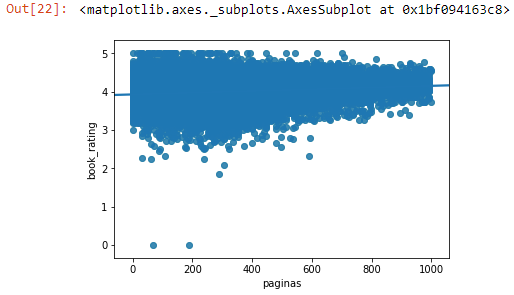 Out[22]: <matplotlib.axes._subplots.AxesSubplot at 0x1bf094163c8>
5
4
3
2
1
0
book_rating
0 200 400 600 800 1000
paginas